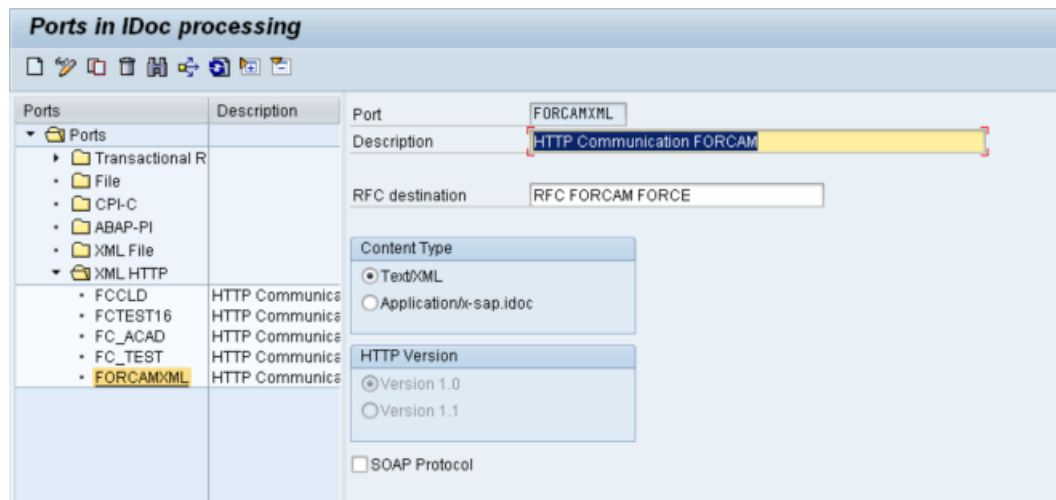 Ports in IDoc processing
Ports Description
Ports
Transactional R
File
CPI-C
ABAP-PI
XML File
XML HTTP
FCCLD HTTP Communica
FCTEST16 HTTP Communica
FC_ACAD HTTP Communica
FC_TEST HTTP Communica
FORCAMXML HTTP Communica
Port FORCAMXML
Description HTTP Communication FORCAM
RFC destination RFC FORCAM FORCE
Content Type
Text/XML
Application/x-sap.idoc
HTTP Version
Version 1.0
Version 1.1
SOAP Protocol